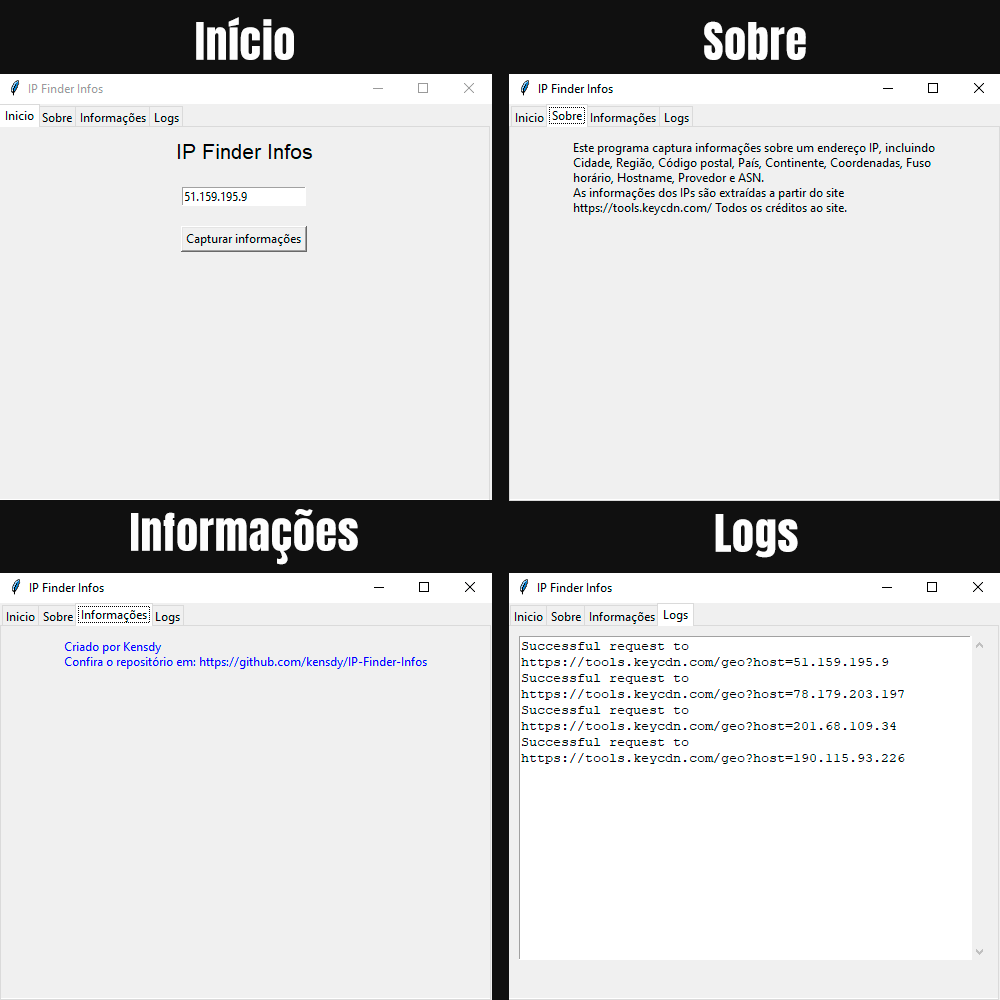 Início
IP Finder Infos
Inicio Sobre Informações Logs
IP Finder Infos
51.159.195.9
Capturar informações
Sobre
IP Finder Infos
Inicio Sobre Informações Logs
Este programa captura informações sobre um endereço IP, incluindo
Cidade, Região, Código postal, País, Continente, Coordenadas, Fuso
horário, Hostname, Provedor e ASN.
As informações dos IPs são extraídas a partir do site
https://tools.keycdn.com/ Todos os créditos ao site.
Informações
IP Finder Infos
Inicio Sobre Informações Logs
Criado por Kensdy
Confira o repositório em: https://github.com/kensdy/IP-Finder-Infos
Logs
IP Finder Infos
Inicio Sobre Informações Logs
Successful request to
https://tools.keycdn.com/geo?host=51.159.195.9
Successful request to
https://tools.keycdn.com/geo?host=78.179.203.197
Successful request to
https://tools.keycdn.com/geo?host=201.68.109.34
Successful request to
https://tools.keycdn.com/geo?host=190.115.93.226